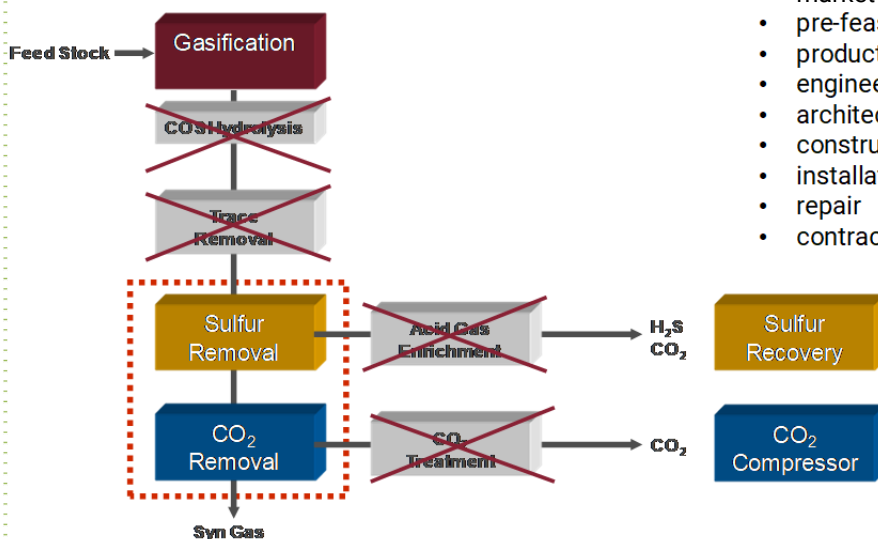 market
Gasification
Feed Stock
COS Hydrolysis
Trace
Removal
Sulfur
Removal
Acid Gas
Enrichment
H₂S
CO₂
Sulfur
Recovery
CO₂
Removal
CO₂
Treatment
CO₂
CO₂
Compressor
Syn Gas
• pre-feas
• product
• enginee
• architec
• constru
• installa
• repair
• contrac